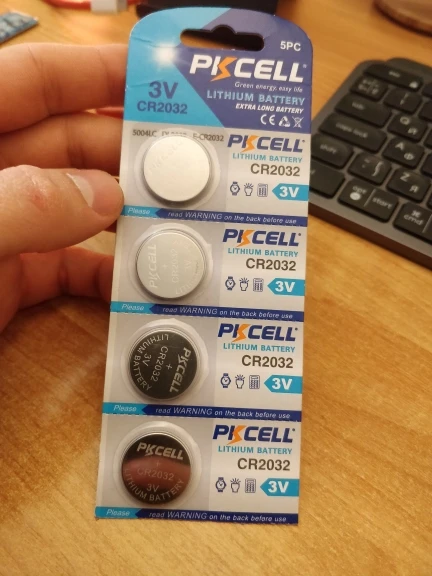 5PC
PKCELL
Green energy, easy life
3V
CR2032
LITHIUM BATTERY
EXTRA LONG BATTERY
CE
PKCELL
LITHIUM BATTERY
CR2032
3V
Please read WARNING on the back before use
PKCELL
LITHIUM BATTERY
CR2032
3V
Please read WARNING on the back before use
PKCELL
LITHIUM BATTERY
CR2032
3V
PKCELL
+
CR2032
3V
LITHIUM BATTERY
Please read WARNING on the back before use
PKCELL
LITHIUM BATTERY
CR2032
3V
PKCELL
CR2032
3V
LITHIUM BATTERY
Please read WARNING on the back before use